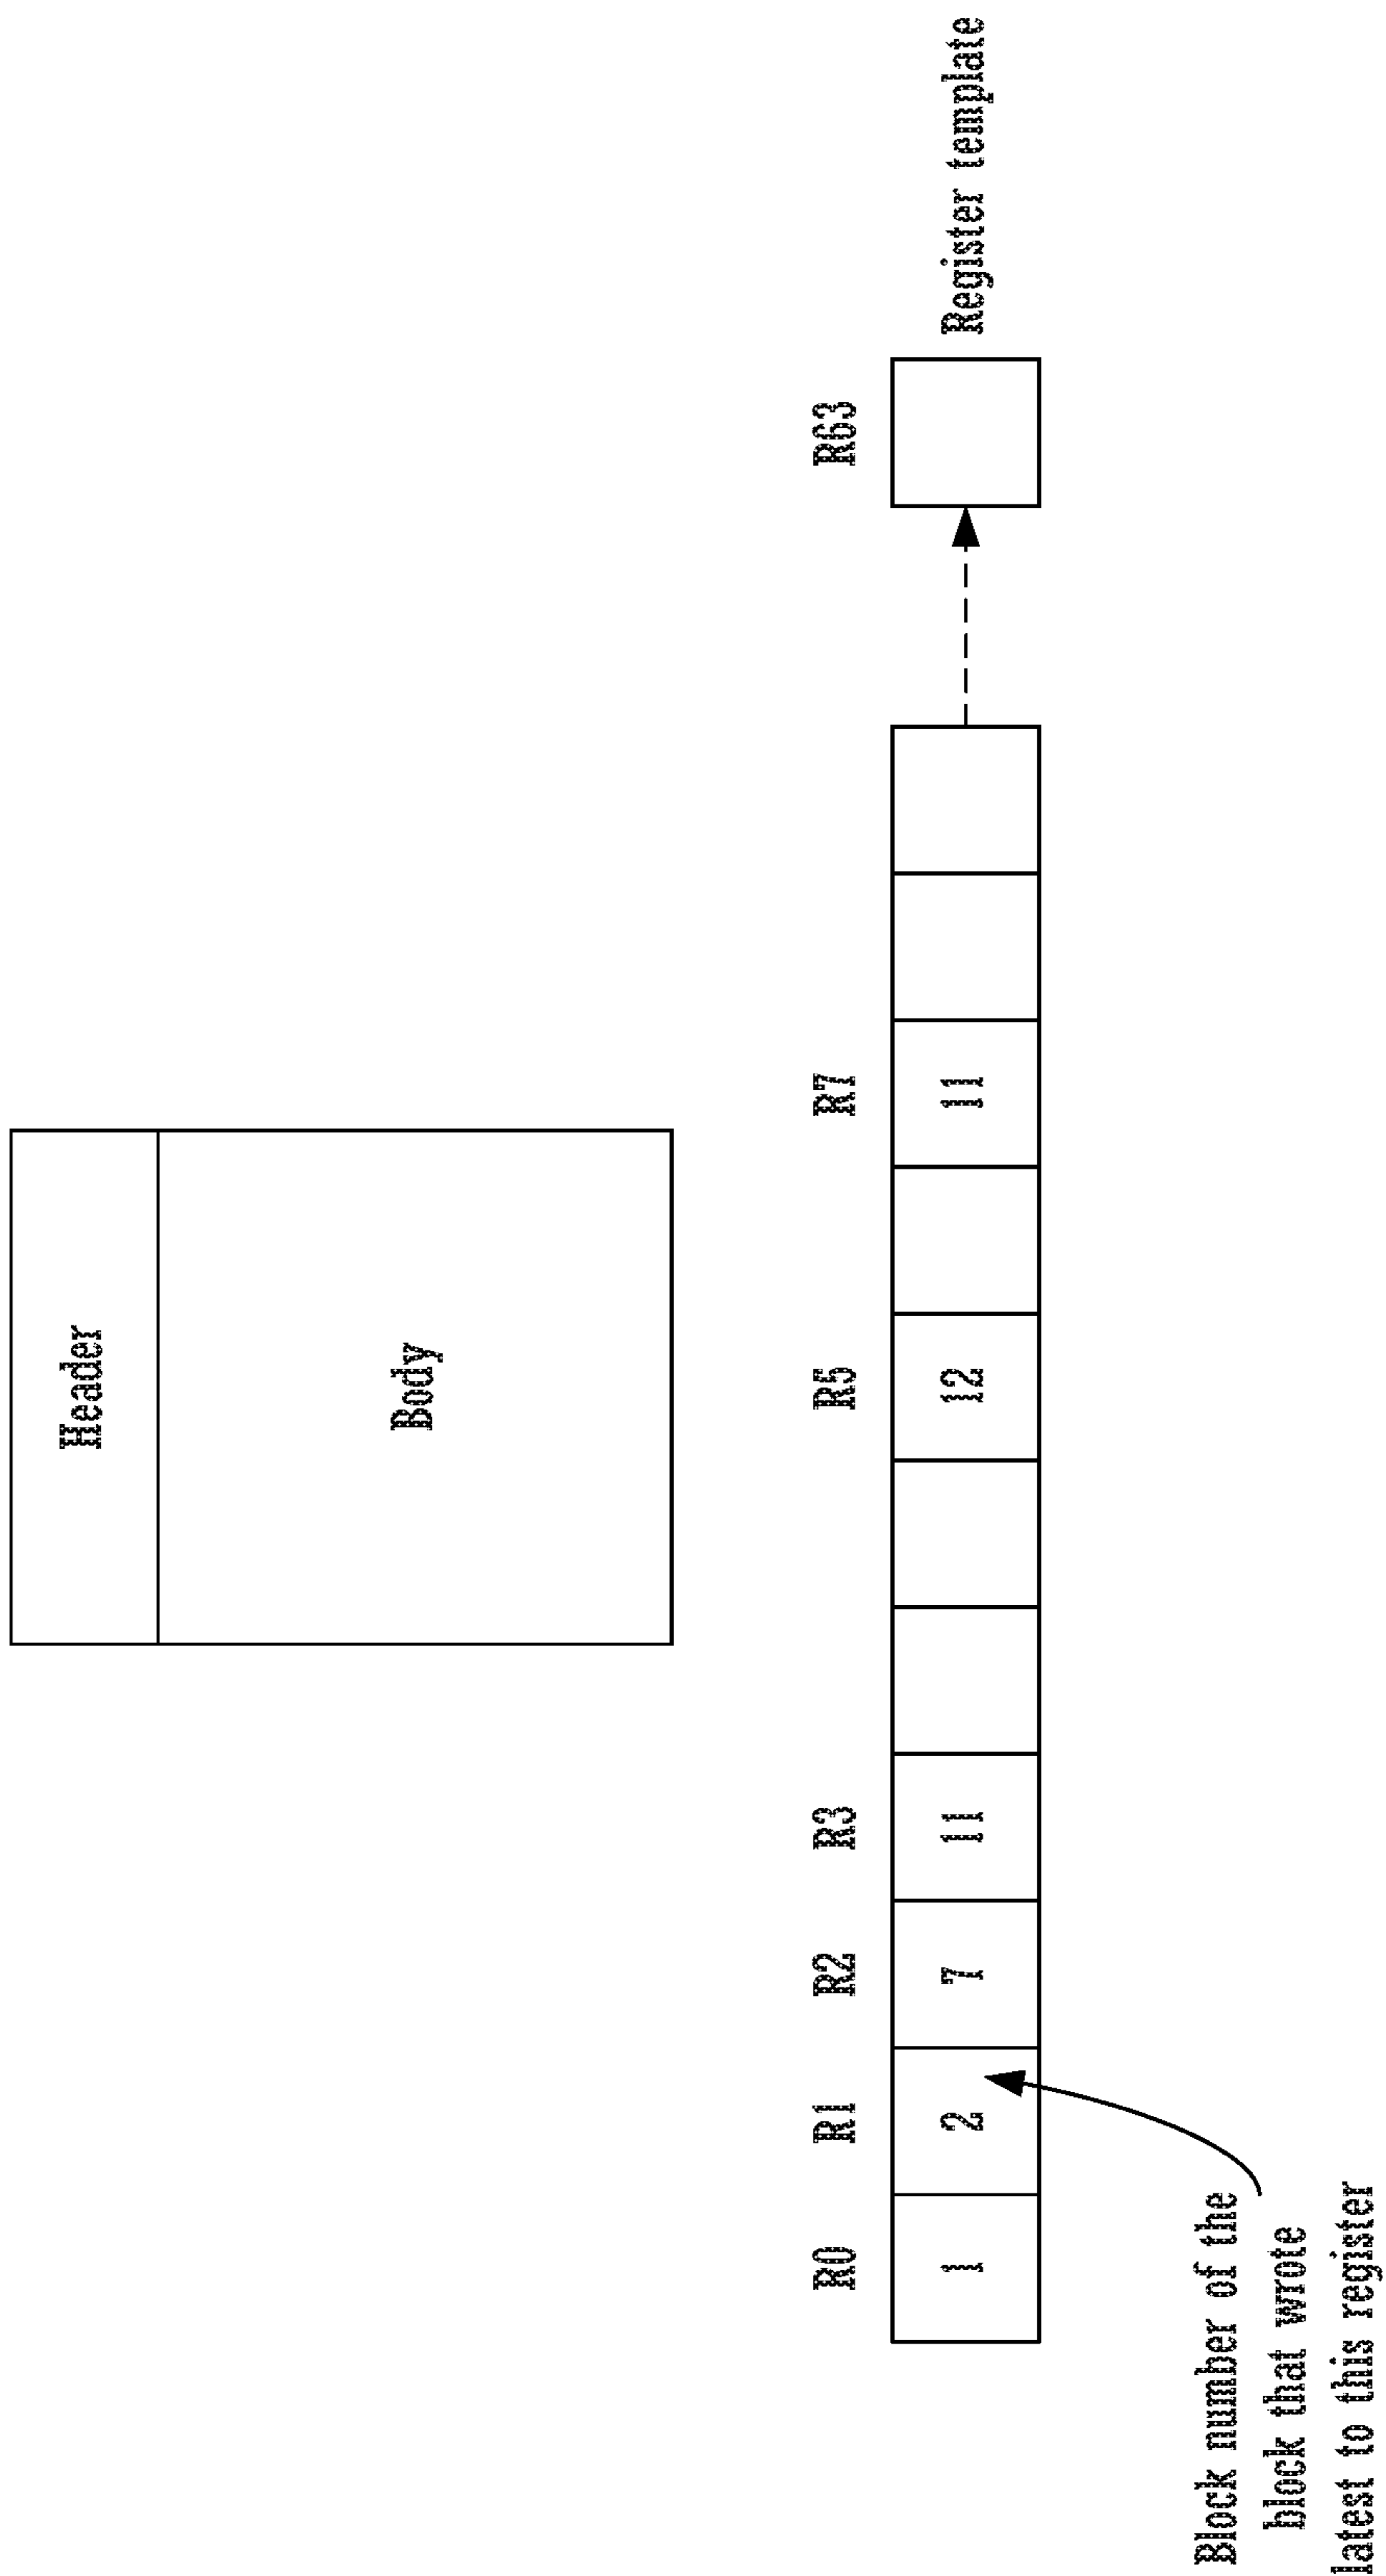 Header
Body
R0 R1 R2 R3 R5 R7 R63
1 2 7 11 12 11 Register template
Block number of the
block that wrote
latest to this register